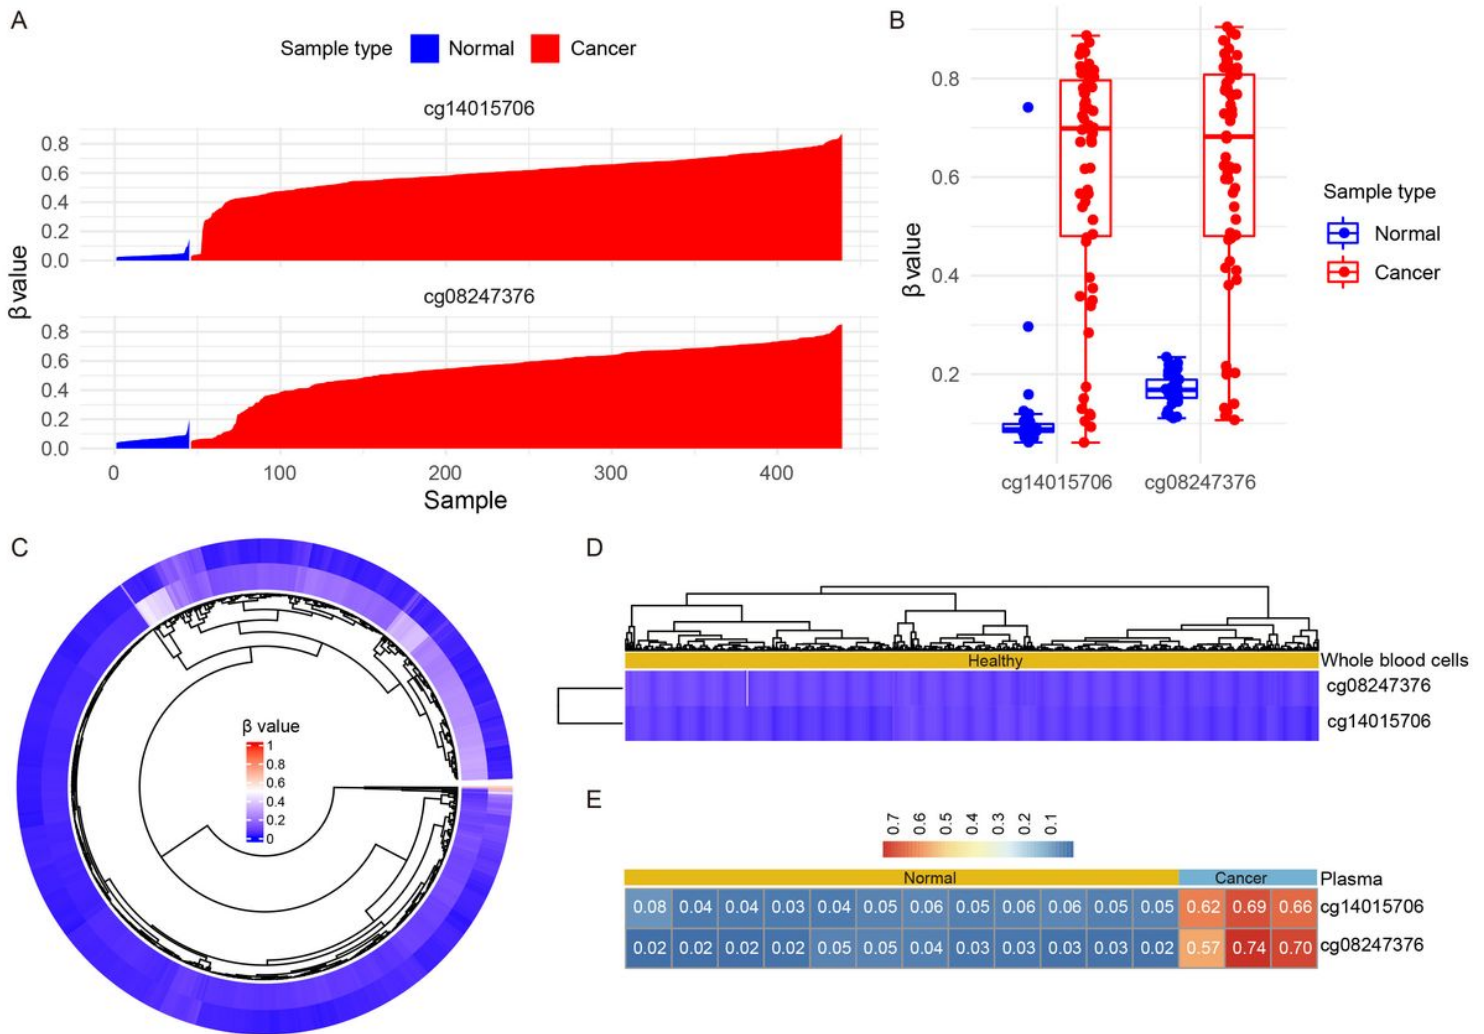 A
Sample type Normal Cancer
cg14015706
0.8
0.6
0.4
0.2
0.0
cg08247376
0.8
0.6
0.4
0.2
0.0
β value
0 100 200 300 400
Sample
B
0.8
0.6
0.4
0.2
β value
cg14015706 cg08247376
Sample type
Normal
Cancer
C
β value
1
0.8
0.6
0.4
0.2
0
D
Healthy Whole blood cells
cg08247376
cg14015706
E
0.7 0.6 0.5 0.4 0.3 0.2 0.1
Normal Cancer Plasma
0.08 0.04 0.04 0.03 0.04 0.05 0.06 0.05 0.06 0.06 0.05 0.05 0.62 0.69 0.66 cg14015706
0.02 0.02 0.02 0.02 0.05 0.05 0.04 0.03 0.03 0.03 0.03 0.02 0.57 0.74 0.70 cg08247376